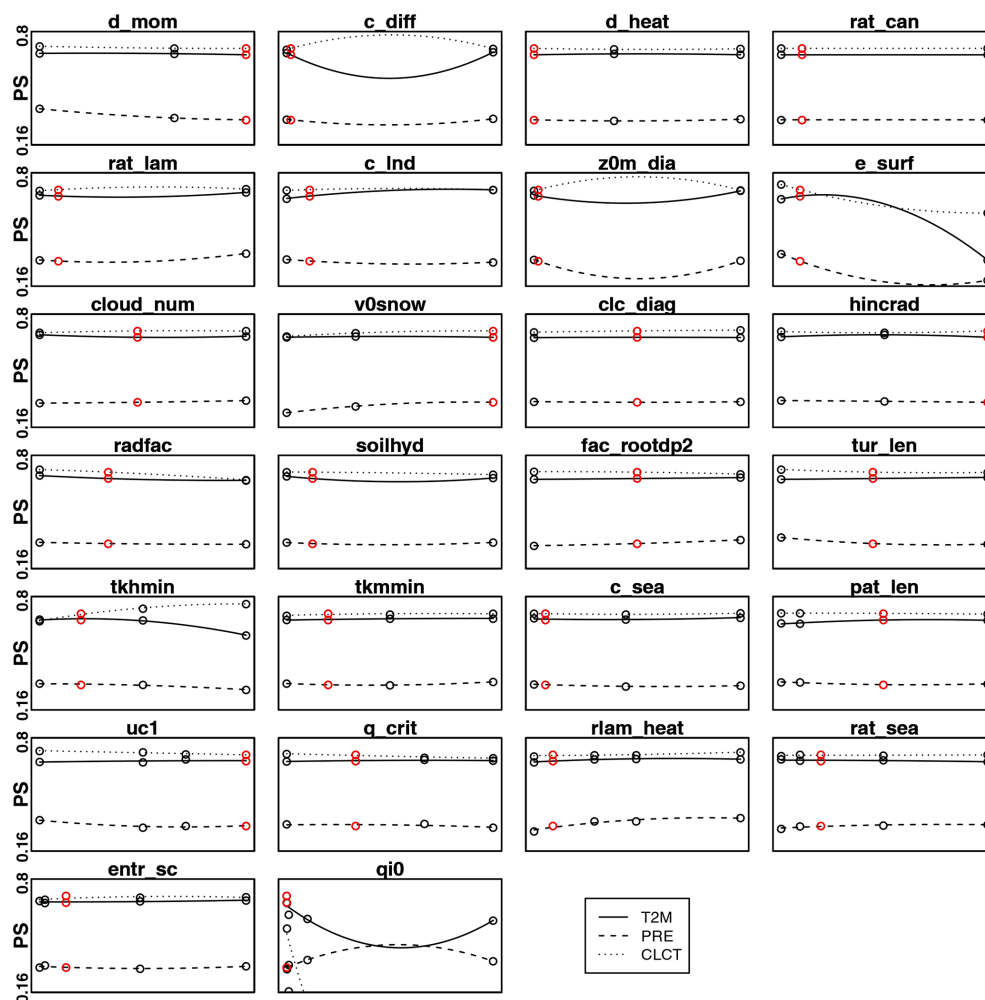 d_mom c_diff d_heat rat_can
0.8
PS
0.16
rat_lam c_lnd z0m_dia e_surf
0.8
PS
0.16
cloud_num v0snow clc_diag hincrad
0.8
PS
0.16
radfac soilhyd fac_rootdp2 tur_len
0.8
PS
0.16
tkhmin tkmmin c_sea pat_len
0.8
PS
0.16
uc1 q_crit rlam_heat rat_sea
0.8
PS
0.16
entr_sc qi0
0.8
PS
0.16
T2M
PRE
CLCT